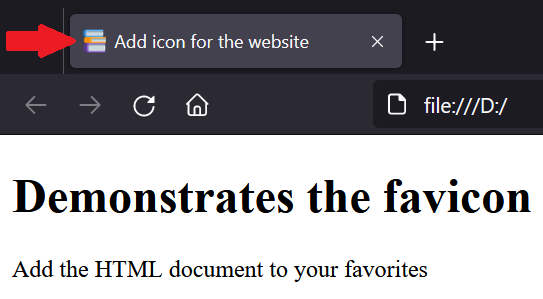 Add icon for the website
file:///D:/
Demonstrates the favicon
Add the HTML document to your favorites